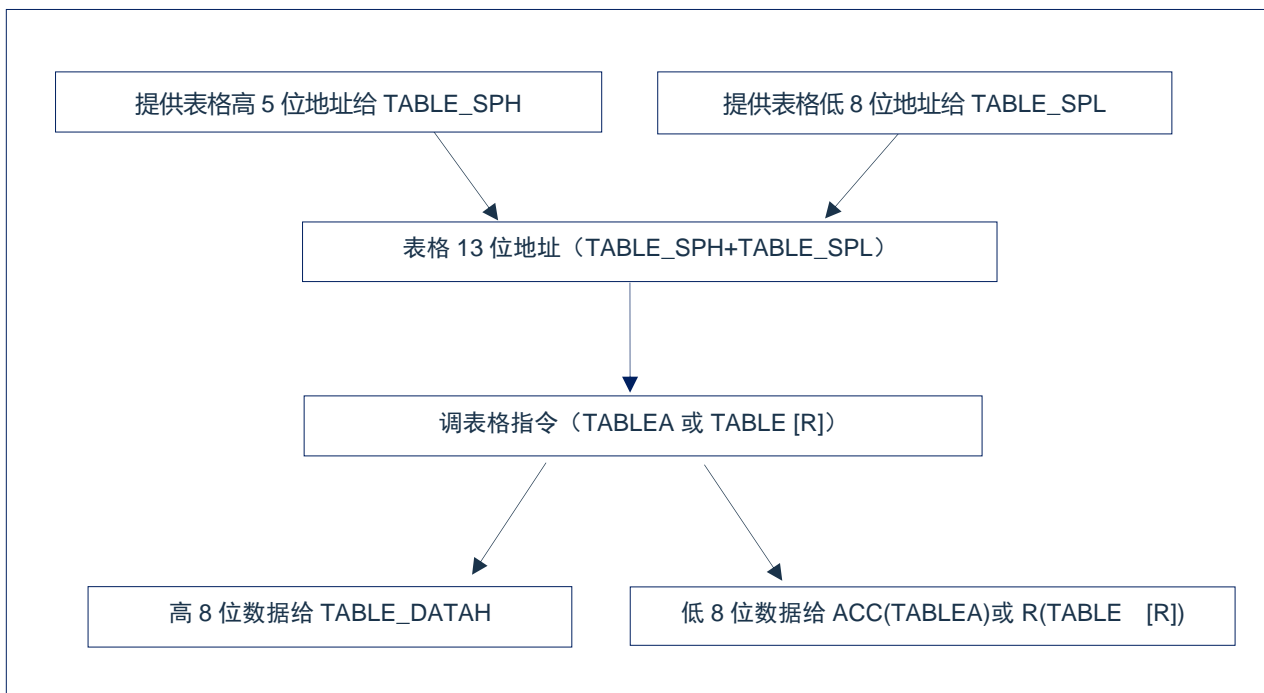 提供表格高 5 位地址给 TABLE_SPH
提供表格低 8 位地址给 TABLE_SPL
表格 13 位地址（TABLE_SPH+TABLE_SPL）
调表格指令（TABLEA 或 TABLE [R]）
高 8 位数据给 TABLE_DATAH
低 8 位数据给 ACC(TABLEA)或 R(TABLE [R])